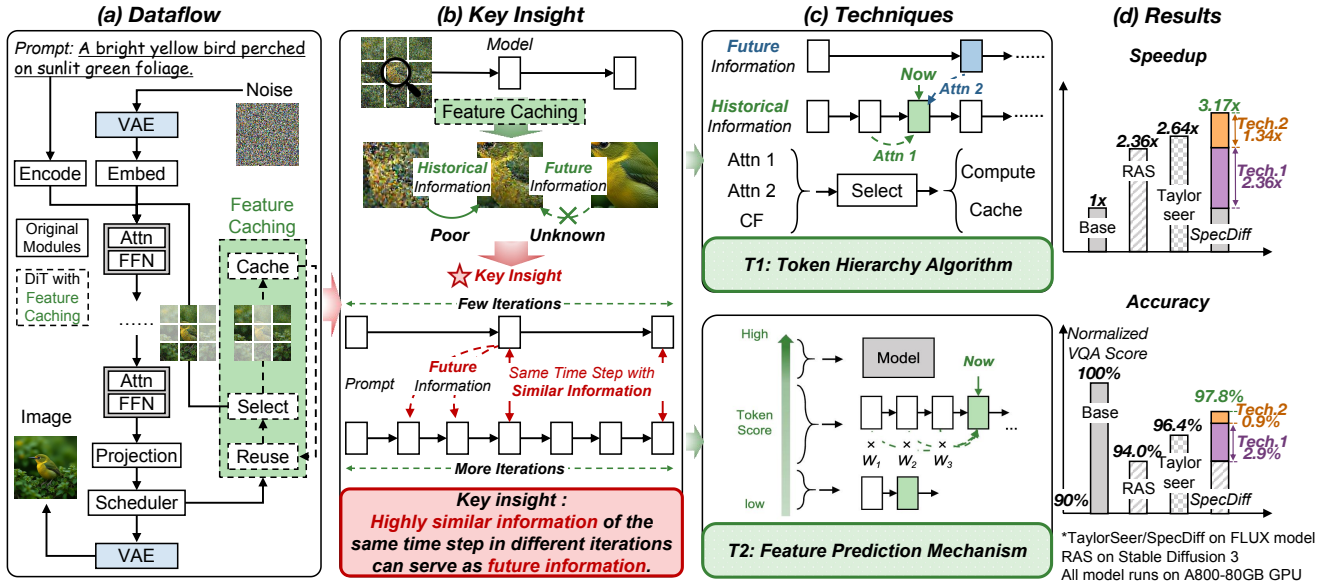 (a) Dataflow
Prompt: A bright yellow bird perched
on sunlit green foliage.
Noise
VAE
Encode
Embed
Feature
Caching
Original
Modules
Attn
FFN
Cache
DiT with
Feature
Caching
......
Attn
FFN
Select
Image
Projection
Reuse
Scheduler
VAE
(b) Key Insight
Model
Feature Caching
Historical
Information
Future
Information
Poor
Unknown
Key Insight
Few Iterations
Future
Information
Same Time Step with
Similar Information
Prompt
More Iterations
Key insight :
Highly similar information of the
same time step in different iterations
can serve as future information.
(c) Techniques
Future
Information
......
Now
Attn 2
Historical
Information
......
Attn 1
Attn 1
Attn 2
CF
Select
Compute
Cache
T1: Token Hierarchy Algorithm
High
Token
Score
low
Model
Now
...
× × ×
W1 W2 W3
T2: Feature Prediction Mechanism
(d) Results
Speedup
1x
Base
2.36x
RAS
2.64x
Taylor
seer
3.17x
Tech.2
1.34x
Tech.1
2.36x
SpecDiff
Accuracy
Normalized
VQA Score
100%
Base
90%
94.0%
RAS
96.4%
Taylor
seer
97.8%
Tech.2
0.9%
Tech.1
2.9%
SpecDiff
*TaylorSeer/SpecDiff on FLUX model
RAS on Stable Diffusion 3
All model runs on A800-80GB GPU